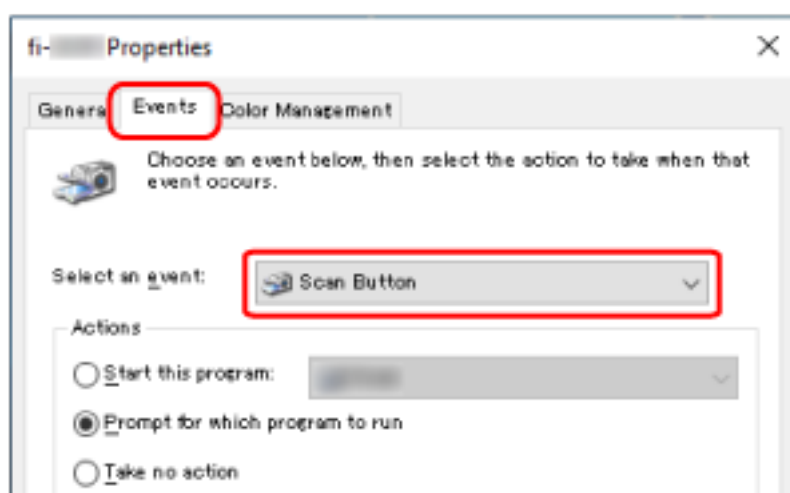 fi- Properties
General Events Color Management
Choose an event below, then select the action to take when that
event occurs.
Select an event: Scan Button
Actions
Start this program:
Prompt for which program to run
Take no action